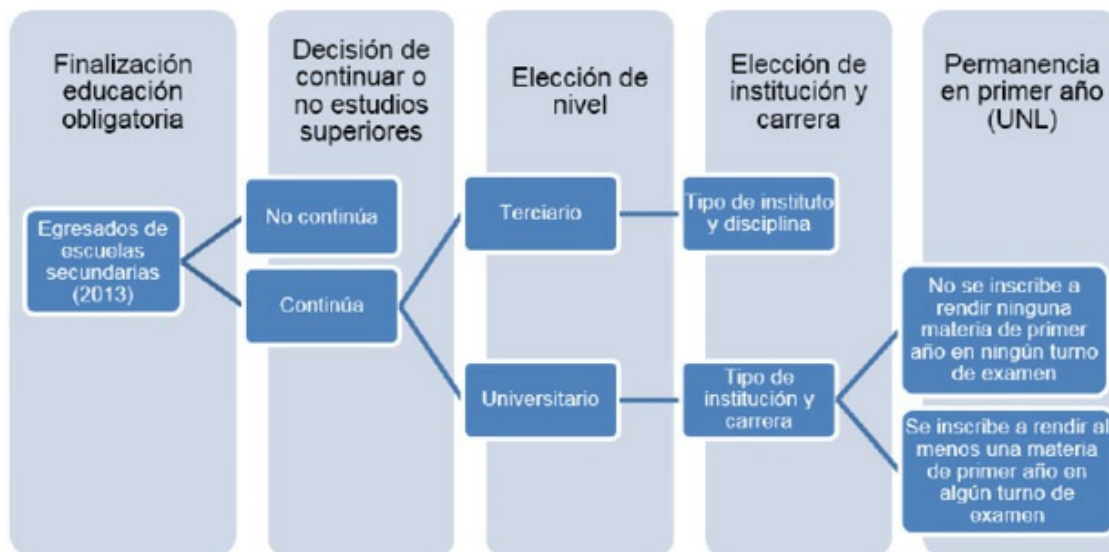 Finalización
educación
obligatoria
Decisión de
continuar o
no estudios
superiores
Elección de
nivel
Elección de
institución y
carrera
Permanencia
en primer año
(UNL)
Egresados de
escuelas
secundarias
(2013)
No continúa
Continúa
Terciario
Universitario
Tipo de instituto
y disciplina
Tipo de
institución y
carrera
No se inscribe a
rendir ninguna
materia de primer
año en ningún turno
de examen
Se inscribe a rendir al
menos una materia
de primer año en
algún turno de
examen